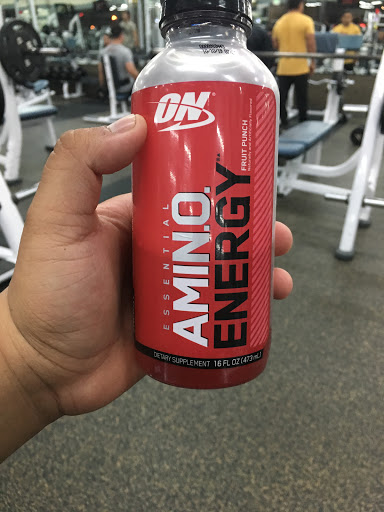 ON
ESSENTIAL
AMIN.O.
ENERGY
FRUIT PUNCH
DIETARY SUPPLEMENT 16 FL OZ (473 mL)